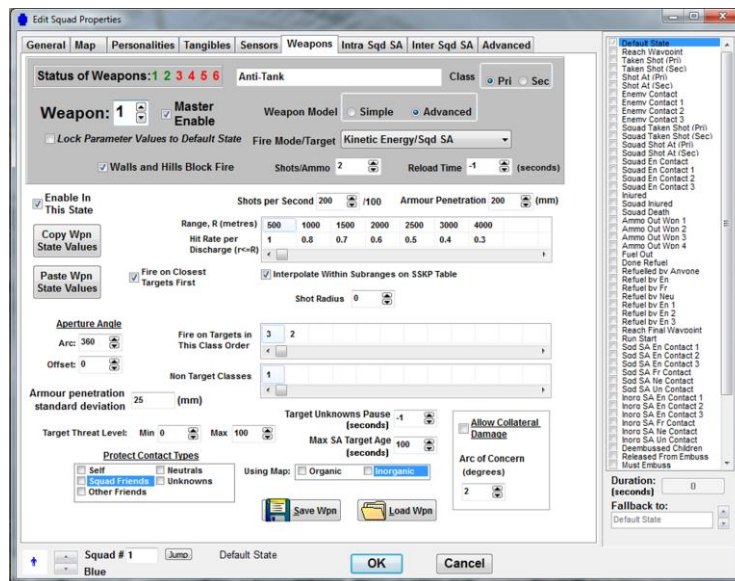 Edit Squad Properties
General Map Personalities Tangibles Sensors Weapons Intra Sqd SA Inter Sqd SA Advanced
Status of Weapons: 1 2 3 4 5 6 Anti-Tank Class Pri Sec
Weapon: 1 Master Enable Weapon Model Simple Advanced
Lock Parameter Values to Default State Fire Mode/Target Kinetic Energy/Sqd SA
Walls and Hills Block Fire Shots/Ammo 2 Reload Time -1 (seconds)
Enable In This State Shots per Second 200 /100 Armour Penetration 200 (mm)
Copy Wpn State Values
Range, R (metres) 500 1000 1500 2000 2500 3000 4000
Hit Rate per Discharge (r<=R) 1 0.8 0.7 0.6 0.5 0.4 0.3
Paste Wpn State Values
Fire on Closest Targets First Interpolate Within Subranges on SSKP Table
Shot Radius 0
Aperture Angle
Arc: 360
Offset: 0
Fire on Targets in This Class Order 3 2
Non Target Classes 1
Armour penetration standard deviation 25 (mm)
Target Threat Level: Min 0 Max 100
Target Unknowns Pause (seconds) -1
Max SA Target Age (seconds) 100
Allow Collateral Damage
Arc of Concern (degrees)
2
Protect Contact Types
Self Neutrals
Squad Friends Unknowns
Other Friends
Using Map: Organic Inorganic
Save Wpn Load Wpn
Squad # 1 Jump Default State
Blue
OK Cancel
Default State
Reach Waypoint
Taken Shot (Pri)
Taken Shot (Sec)
Shot At (Pri)
Shot At (Sec)
Enemy Contact
Enemy Contact 1
Enemy Contact 2
Enemy Contact 3
Squad Taken Shot (Pri)
Squad Taken Shot (Sec)
Squad Shot At (Pri)
Squad Shot At (Sec)
Squad En Contact
Squad En Contact 1
Squad En Contact 2
Squad En Contact 3
Injured
Squad Injured
Squad Death
Ammo Out Wpn 1
Ammo Out Wpn 2
Ammo Out Wpn 3
Ammo Out Wpn 4
Fuel Out
Done Refuel
Refuelled by Anyone
Refuel by En
Refuel by Fr
Refuel by Neu
Refuel by En 1
Refuel by En 2
Refuel by En 3
Reach Final Waypoint
Run Start
Sqd SA En Contact 1
Sqd SA En Contact 2
Sqd SA En Contact 3
Sqd SA Fr Contact
Sqd SA Ne Contact
Sqd SA Un Contact
Inorg SA En Contact 1
Inorg SA En Contact 2
Inorg SA En Contact 3
Inorg SA Fr Contact
Inorg SA Ne Contact
Inorg SA Un Contact
Deembussed Children
Released From Embuss
Must Embuss
Duration: (seconds) 0
Fallback to:
Default State